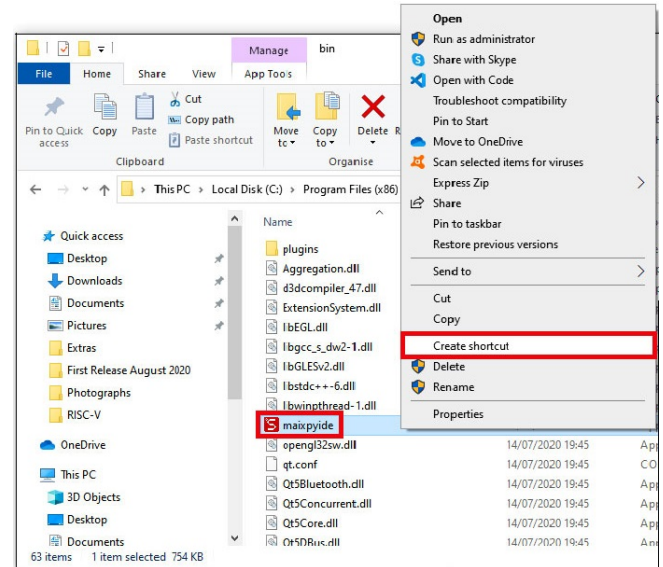 Manage
bin
File
Home
Share
View
App Tools
Pin to Quick access
Copy
Paste
Cut
Copy path
Paste shortcut
Clipboard
Move to
Copy to
Delete
R
Organise
This PC > Local Disk (C:) > Program Files (x86)
Quick access
Desktop
Downloads
Documents
Pictures
Extras
First Release August 2020
Photographs
RISC-V
OneDrive
This PC
3D Objects
Desktop
Documents
Name
plugins
Aggregation.dll
d3dcompiler_47.dll
ExtensionSystem.dll
libEGL.dll
libgcc_s_dw2-1.dll
libGLESv2.dll
libstdc++-6.dll
libwinpthread-1.dll
maixpyide
opengl32sw.dll 14/07/2020 19:45 App
qt.conf 14/07/2020 19:45 CO
Qt5Bluetooth.dll 14/07/2020 19:45 App
Qt5Concurrent.dll 14/07/2020 19:45 App
Qt5Core.dll 14/07/2020 19:45 App
Qt5DBus.dll 14/07/2020 19:45 App
63 items 1 item selected 754 KB
Open
Run as administrator
Share with Skype
Open with Code
Troubleshoot compatibility
Pin to Start
Move to OneDrive
Scan selected items for viruses
Express Zip
Share
Pin to taskbar
Restore previous versions
Send to
Cut
Copy
Create shortcut
Delete
Rename
Properties